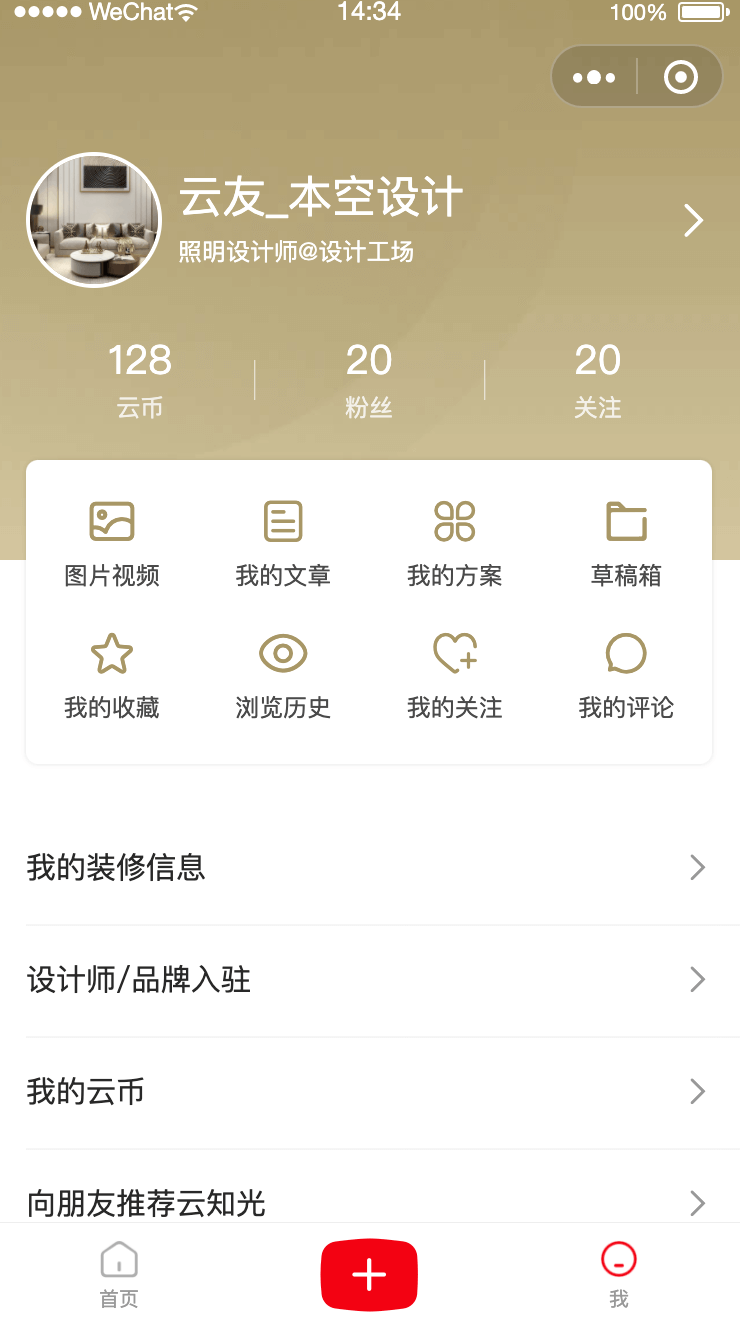 WeChat 14:34 100%
云友_本空设计
照明设计师@设计工场
128 20 20
云币 粉丝 关注
图片视频 我的文章 我的方案 草稿箱
我的收藏 浏览历史 我的关注 我的评论
我的装修信息
设计师/品牌入驻
我的云币
向朋友推荐云知光
首页 我